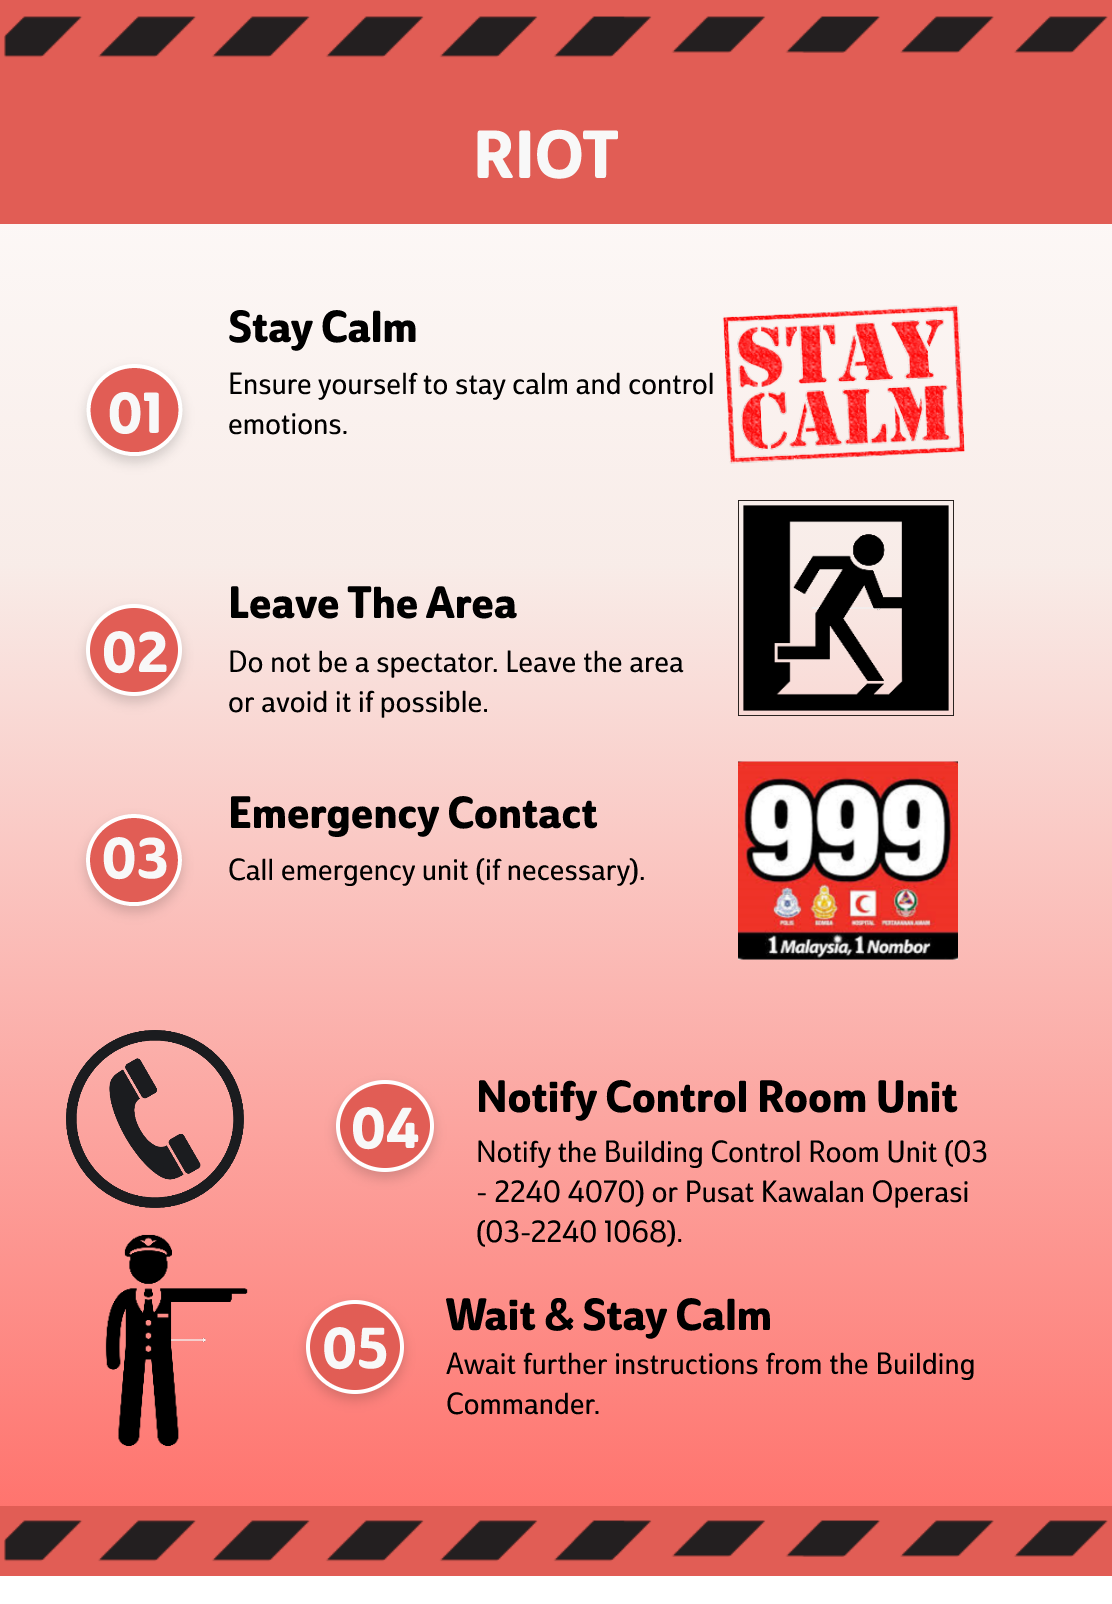 RIOT
01
Stay Calm
Ensure yourself to stay calm and control
emotions.
STAY
CALM
02
Leave The Area
Do not be a spectator. Leave the area
or avoid it if possible.
03
Emergency Contact
Call emergency unit (if necessary).
999
POLIS BOMBA HOSPITAL PERTAHANAN AWAM
1 Malaysia, 1 Nombor
04
Notify Control Room Unit
Notify the Building Control Room Unit (03
- 2240 4070) or Pusat Kawalan Operasi
(03-2240 1068).
05
Wait & Stay Calm
Await further instructions from the Building
Commander.